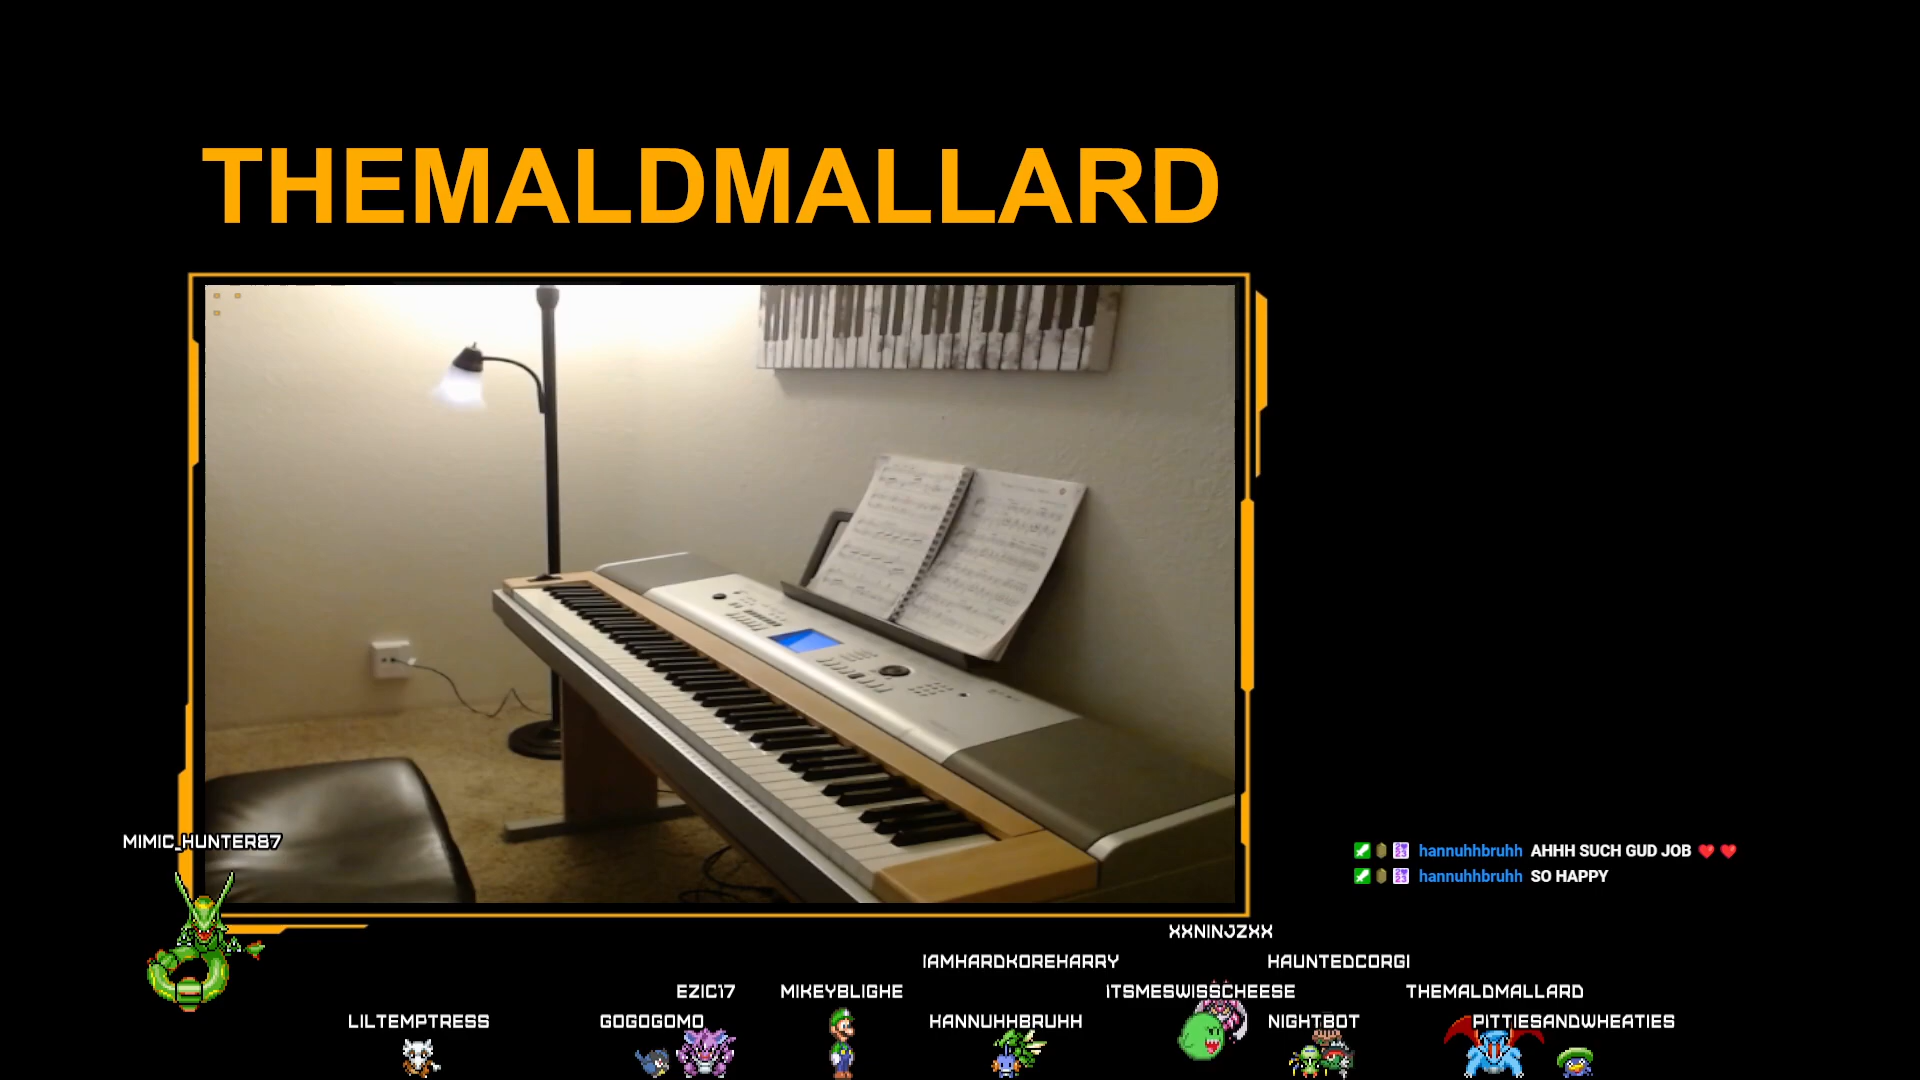 THEMALDMALLARD
MIMIC_HUNTER87
hannuhhbruhh AHHH SUCH GUD JOB
hannuhhbruhh SO HAPPY
XXNINJZXX
IAMHARDKOREHARRY
HAUNTEDCORGI
EZIC17
MIKEYBLIGHE
ITSMESWISSCHEESE
THEMALDMALLARD
LILTEMPTRESS
GOGOGOMO
HANNUHHBRUHH
NIGHTBOT
PITTIESANDWHEATIES